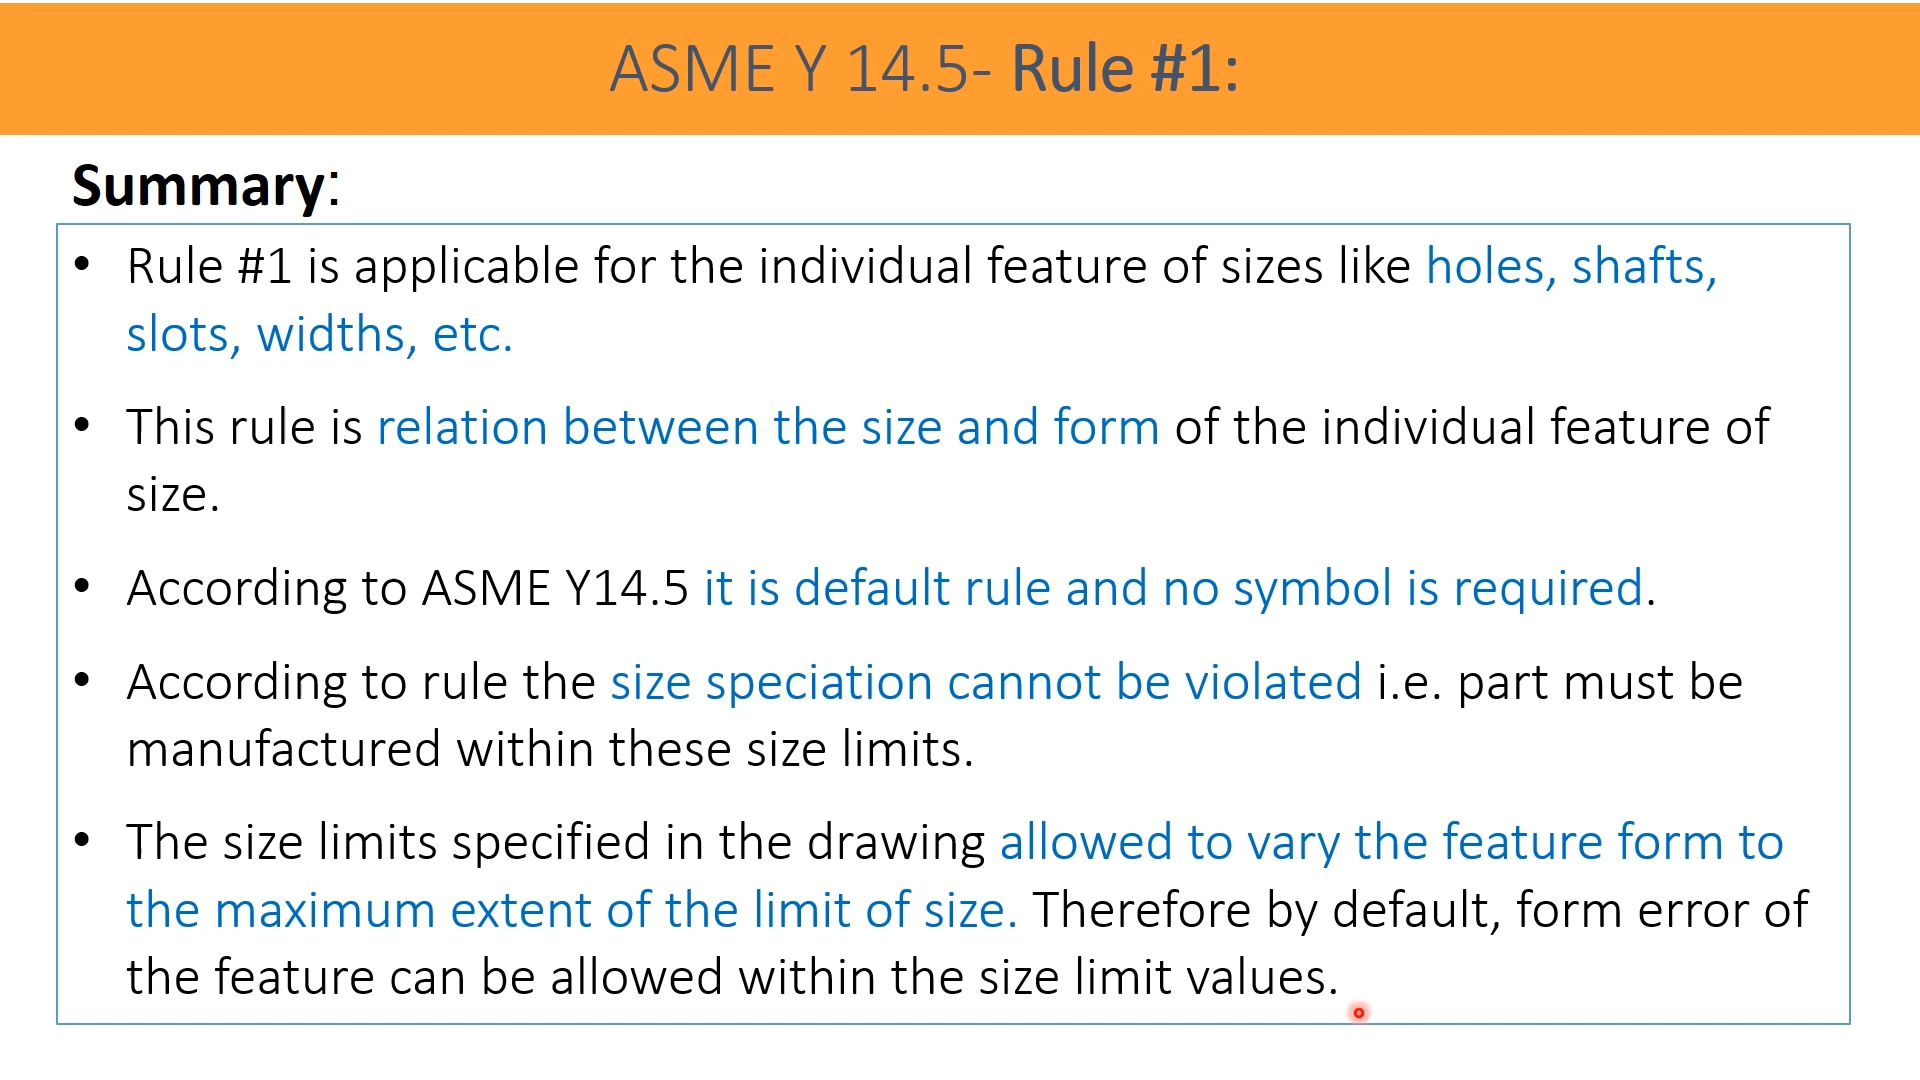 ASME Y 14.5- Rule #1:
Summary:
• Rule #1 is applicable for the individual feature of sizes like holes, shafts,
slots, widths, etc.
• This rule is relation between the size and form of the individual feature of
size.
• According to ASME Y14.5 it is default rule and no symbol is required.
• According to rule the size speciation cannot be violated i.e. part must be
manufactured within these size limits.
• The size limits specified in the drawing allowed to vary the feature form to
the maximum extent of the limit of size. Therefore by default, form error of
the feature can be allowed within the size limit values.